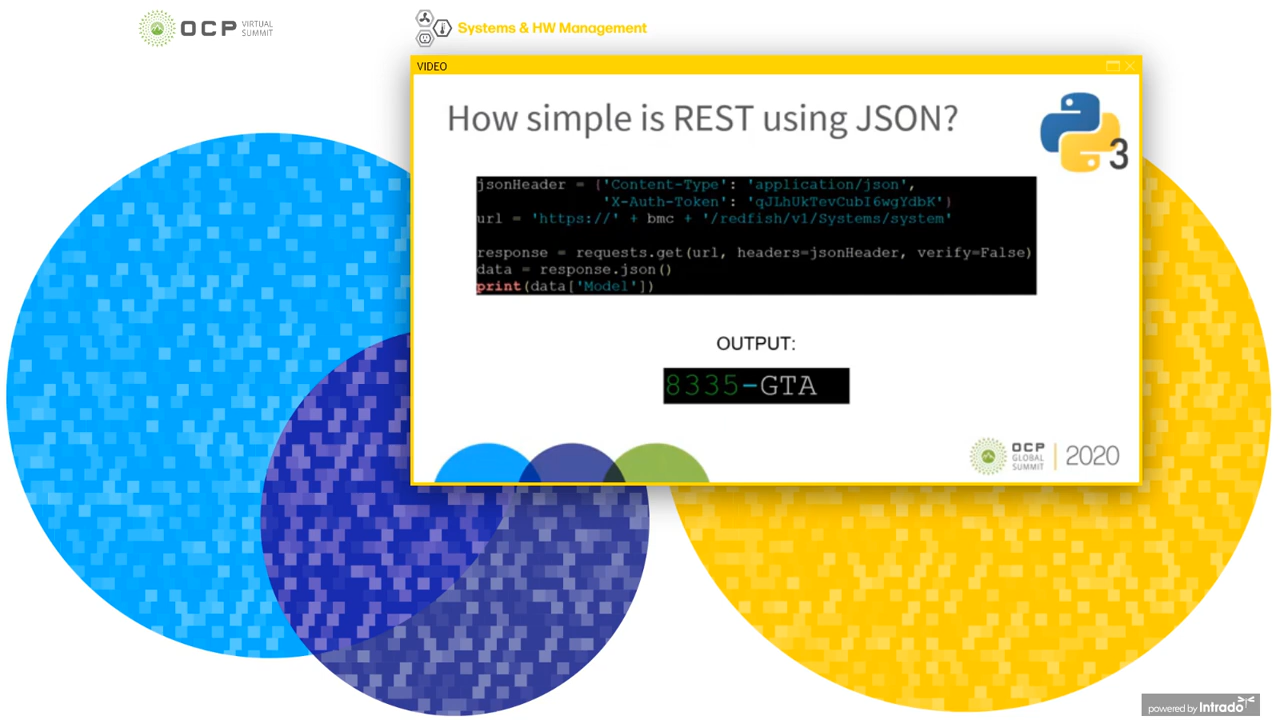 OCP VIRTUAL SUMMIT
Systems & HW Management
VIDEO
How simple is REST using JSON?
3
jsonHeader = {'Content-Type': 'application/json',
'X-Auth-Token': 'qJLhUkTevCubI6wgYdbK'}
url = 'https://' + bmc + '/redfish/v1/Systems/system'
response = requests.get(url, headers=jsonHeader, verify=False)
data = response.json()
print(data['Model'])
OUTPUT:
8335-GTA
OCP GLOBAL SUMMIT | 2020
powered by Intrado